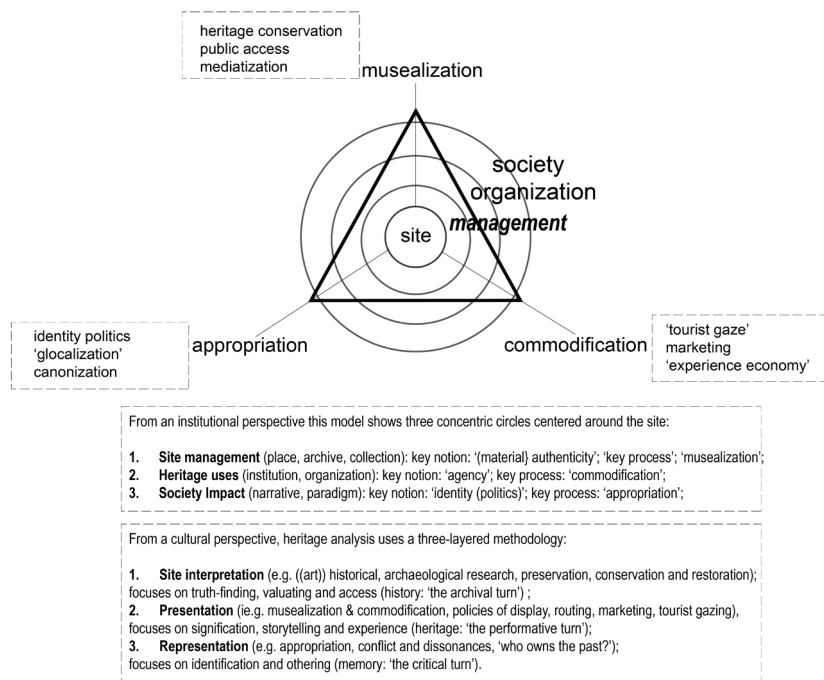 heritage conservation
public access
mediatization
musealization
society
organization
management
site
identity politics
‘glocalization’
canonization
appropriation
commodification
‘tourist gaze’
marketing
‘experience economy’
From an institutional perspective this model shows three concentric circles centered around the site:
1. Site management (place, archive, collection): key notion: ‘(material} authenticity’; ‘key process’; ‘musealization’;
2. Heritage uses (institution, organization): key notion: ‘agency’; key process: ‘commodification’;
3. Society Impact (narrative, paradigm): key notion: ‘identity (politics)’; key process: ‘appropriation’;
From a cultural perspective, heritage analysis uses a three-layered methodology:
1. Site interpretation (e.g. ((art)) historical, archaeological research, preservation, conservation and restoration);
focuses on truth-finding, valuing and access (history: ‘the archival turn’) ;
2. Presentation (ie.g. musealization & commodification, policies of display, routing, marketing, tourist gazing),
focuses on signification, storytelling and experience (heritage: ‘the performative turn’);
3. Representation (e.g. appropriation, conflict and dissonances, ‘who owns the past?’);
focuses on identification and othering (memory: ‘the critical turn’).